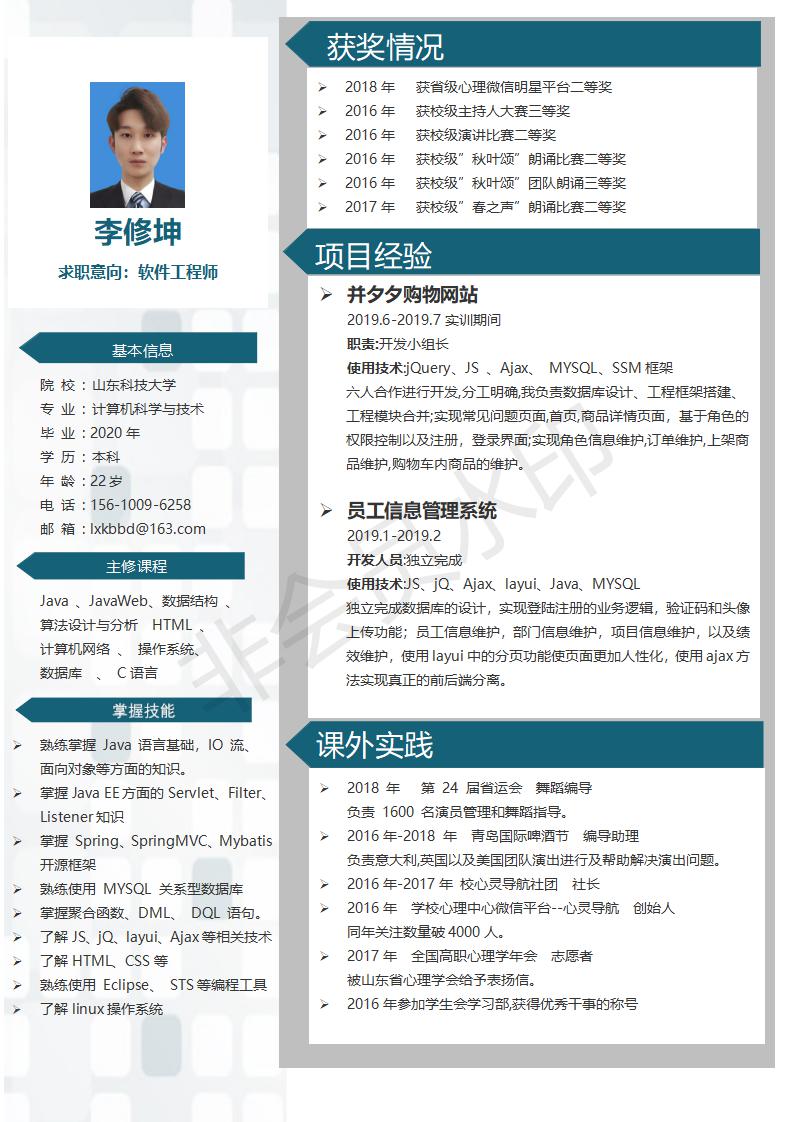 李修坤
求职意向：软件工程师
基本信息
院 校：山东科技大学
专 业：计算机科学与技术
毕 业：2020 年
学 历：本科
年 龄：22 岁
电 话：156-1009-6258
邮 箱：lxkbbd@163.com
主修课程
Java 、JavaWeb、数据结构 、
算法设计与分析 HTML 、
计算机网络 、 操作系统、
数据库 、 C 语言
掌握技能
➢ 熟练掌握 Java 语言基础，IO 流、
面向对象等方面的知识。
➢ 掌握 Java EE 方面的 Servlet、Filter、
Listener 知识
➢ 掌握 Spring、SpringMVC、Mybatis
开源框架
➢ 熟练使用 MYSQL 关系型数据库
➢ 掌握聚合函数、DML、 DQL 语句。
➢ 了解 JS、jQ、layui、Ajax 等相关技术
➢ 了解 HTML、CSS 等
➢ 熟练使用 Eclipse、 STS 等编程工具
➢ 了解 linux 操作系统
获奖情况
➢ 2018 年 获省级心理微信明星平台二等奖
➢ 2016 年 获校级主持人大赛三等奖
➢ 2016 年 获校级演讲比赛二等奖
➢ 2016 年 获校级”秋叶颂”朗诵比赛二等奖
➢ 2016 年 获校级”秋叶颂”团队朗诵三等奖
➢ 2017 年 获校级”春之声”朗诵比赛二等奖
项目经验
➢ 并夕夕购物网站
2019.6-2019.7 实训期间
职责:开发小组长
使用技术:jQuery、JS 、Ajax、 MYSQL、SSM 框架
六人合作进行开发,分工明确,我负责数据库设计、工程框架搭建、
工程模块合并;实现常见问题页面,首页,商品详情页面，基于角色的
权限控制以及注册，登录界面;实现角色信息维护,订单维护,上架商
品维护,购物车内商品的维护。
➢ 员工信息管理系统
2019.1-2019.2
开发人员:独立完成
使用技术:JS、jQ、Ajax、layui、Java、MYSQL
独立完成数据库的设计，实现登陆注册的业务逻辑，验证码和头像
上传功能；员工信息维护，部门信息维护，项目信息维护，以及绩
效维护，使用 layui 中的分页功能使页面更加人性化，使用 ajax 方
法实现真正的前后端分离。
课外实践
➢ 2018 年 第 24 届省运会 舞蹈编导
负责 1600 名演员管理和舞蹈指导。
➢ 2016 年-2018 年 青岛国际啤酒节 编导助理
负责意大利,英国以及美国团队演出进行及帮助解决演出问题。
➢ 2016 年-2017 年 校心灵导航社团 社长
➢ 2016 年 学校心理中心微信平台--心灵导航 创始人
同年关注数量破 4000 人。
➢ 2017 年 全国高职心理学年会 志愿者
被山东省心理学会给予表扬信。
➢ 2016 年参加学生会学习部,获得优秀干事的称号
非会员水印